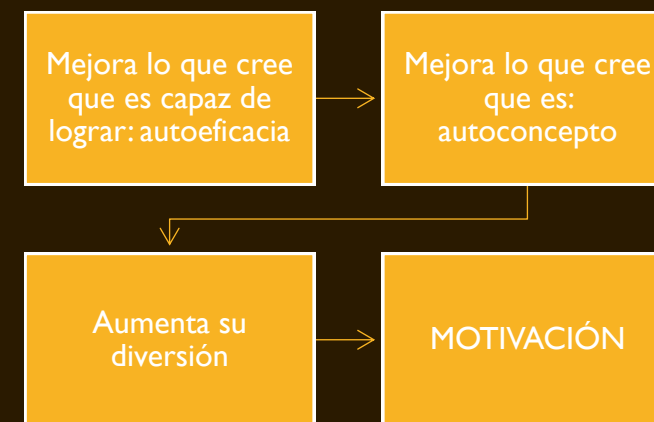 Mejora lo que cree
que es capaz de
lograr: autoeficacia
Mejora lo que cree
que es:
autoconcepto
Aumenta su
diversión
MOTIVACIÓN